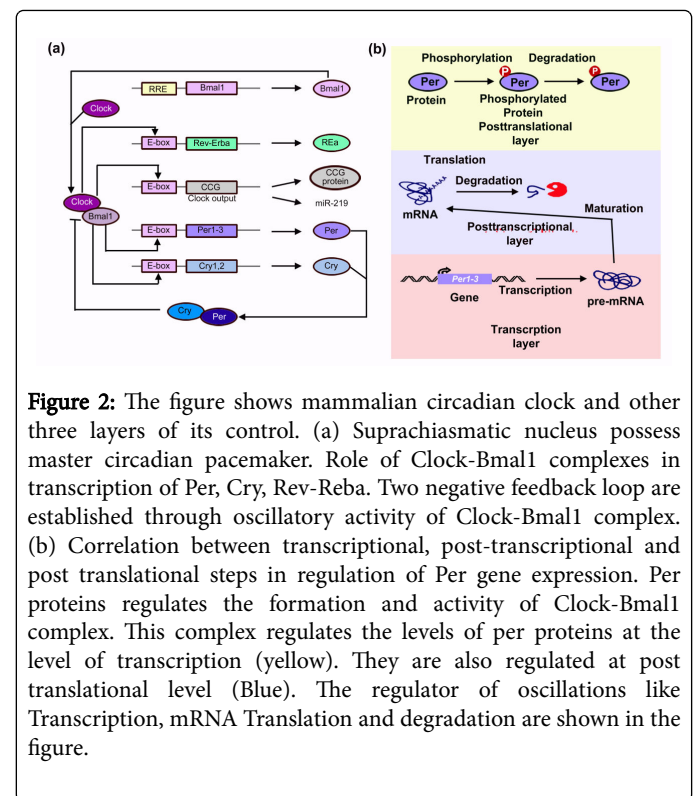 (a)
RRE Bmal1 Bmal1
Clock
E-box Rev-Erba REa
E-box CCG CCG protein
Clock output miR-219
Clock
Bmal1
E-box Per1-3 Per
E-box Cry1,2 Cry
Cry Per
(b)
Phosphorylation Degradation
Per P Per P Per
Protein Phosphorylated
Protein
Posttranslational
layer
Translation
Degradation
mRNA
Maturation
Posttranscriptional
layer
Per1-3
Gene Transcription pre-mRNA
Transcrption
layer
Figure 2: The figure shows mammalian circadian clock and other
three layers of its control. (a) Suprachiasmatic nucleus possess
master circadian pacemaker. Role of Clock-Bmal1 complexes in
transcription of Per, Cry, Rev-Reba. Two negative feedback loop are
established through oscillatory activity of Clock-Bmal1 complex.
(b) Correlation between transcriptional, post-transcriptional and
post translational steps in regulation of Per gene expression. Per
proteins regulates the formation and activity of Clock-Bmal1
complex. This complex regulates the levels of per proteins at the
level of transcription (yellow). They are also regulated at post
translational level (Blue). The regulator of oscillations like
Transcription, mRNA Translation and degradation are shown in the
figure.